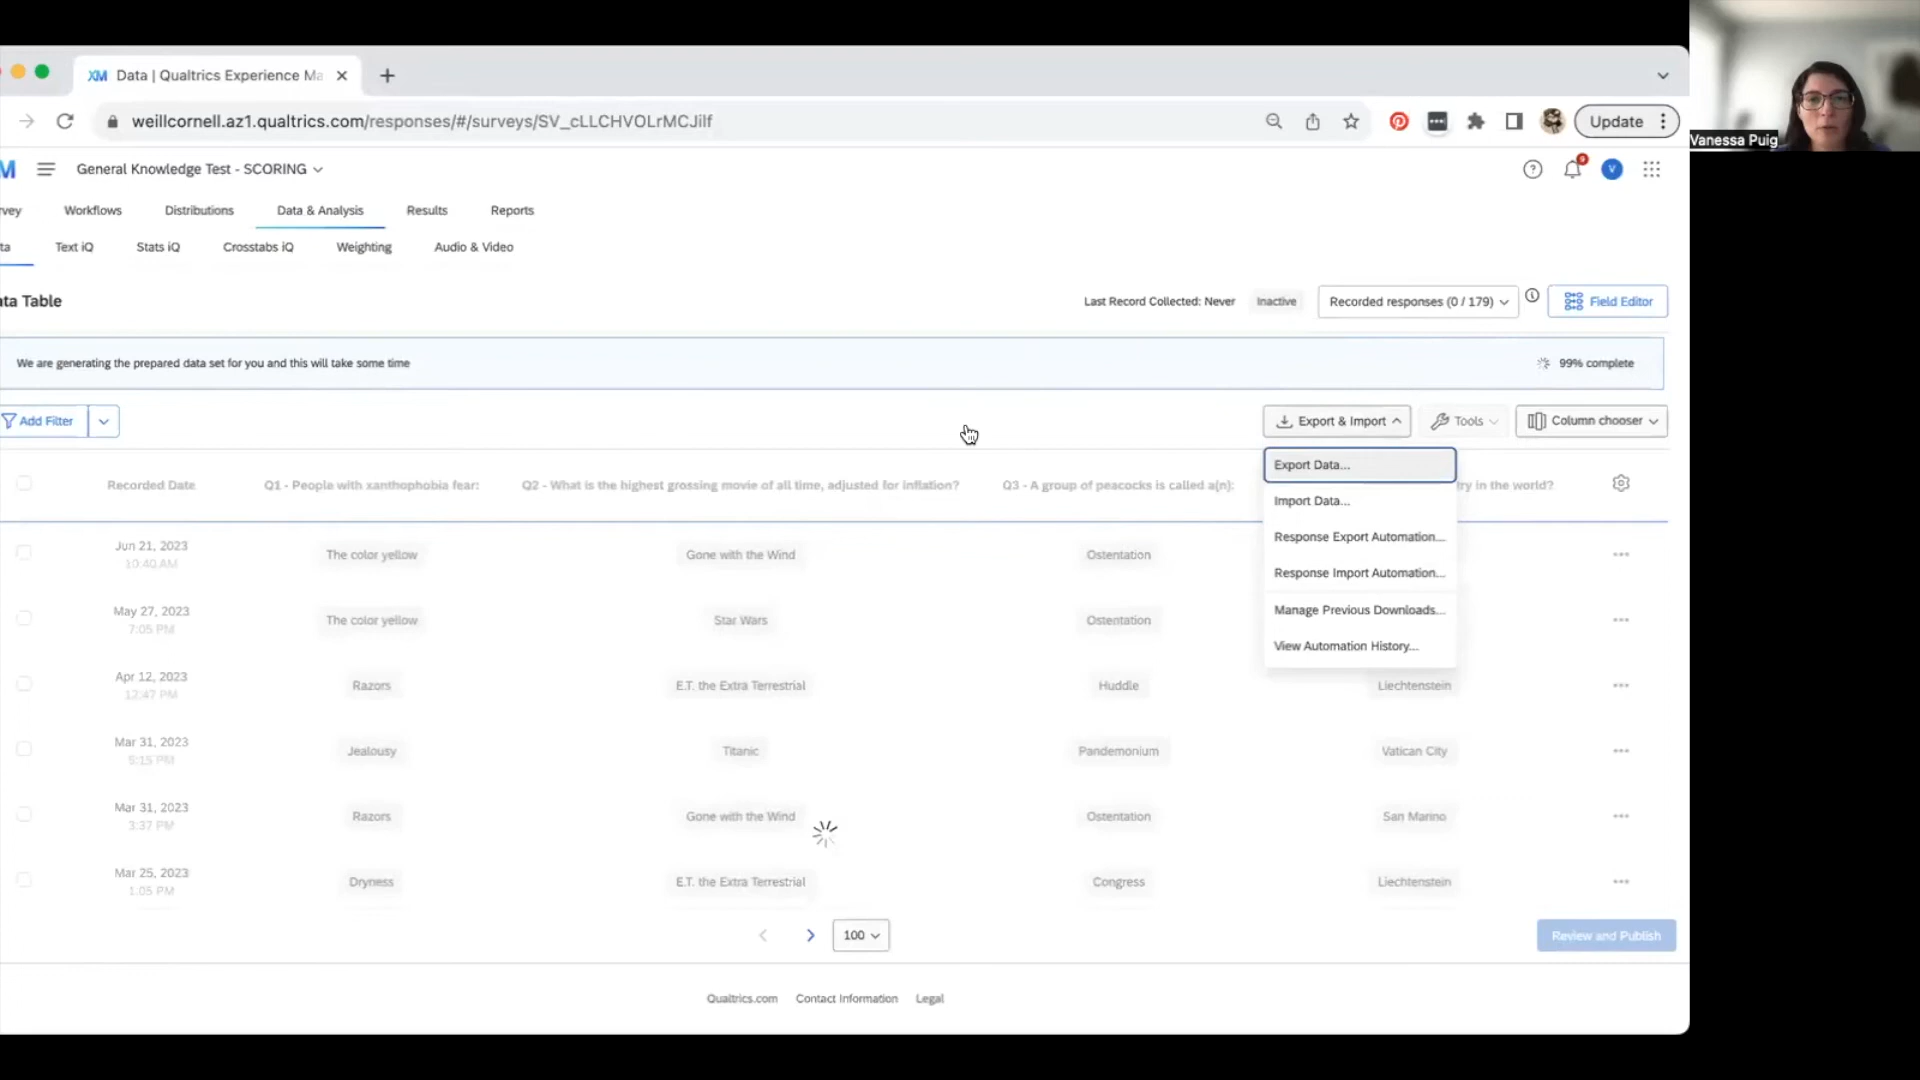 XM Data | Qualtrics Experience Ma
weillcornell.az1.qualtrics.com/responses/#/surveys/SV_cLLCHVOLrMCJilf
Update
Vanessa Puig
M General Knowledge Test - SCORING
V
vey Workflows Distributions Data & Analysis Results Reports
ta Text iQ Stats iQ Crosstabs iQ Weighting Audio & Video
ata Table Last Record Collected: Never Inactive Recorded responses (0 / 179) Field Editor
We are generating the prepared data set for you and this will take some time 99% complete
Add Filter Export & Import Tools Column chooser
Export Data...
Import Data...
Response Export Automation...
Response Import Automation...
Manage Previous Downloads...
View Automation History...
Recorded Date Q1 - People with xanthophobia fear: Q2 - What is the highest grossing movie of all time, adjusted for inflation? Q3 - A group of peacocks is called a(n): try in the world?
Jun 21, 2023
10:40 AM
The color yellow Gone with the Wind Ostentation
May 27, 2023
7:05 PM
The color yellow Star Wars Ostentation
Apr 12, 2023
12:47 PM
Razors E.T. the Extra Terrestrial Huddle Liechtenstein
Mar 31, 2023
5:15 PM
Jealousy Titanic Pandemonium Vatican City
Mar 31, 2023
3:37 PM
Razors Gone with the Wind Ostentation San Marino
Mar 25, 2023
1:05 PM
Dryness E.T. the Extra Terrestrial Congress Liechtenstein
100
Review and Publish
Qualtrics.com Contact Information Legal